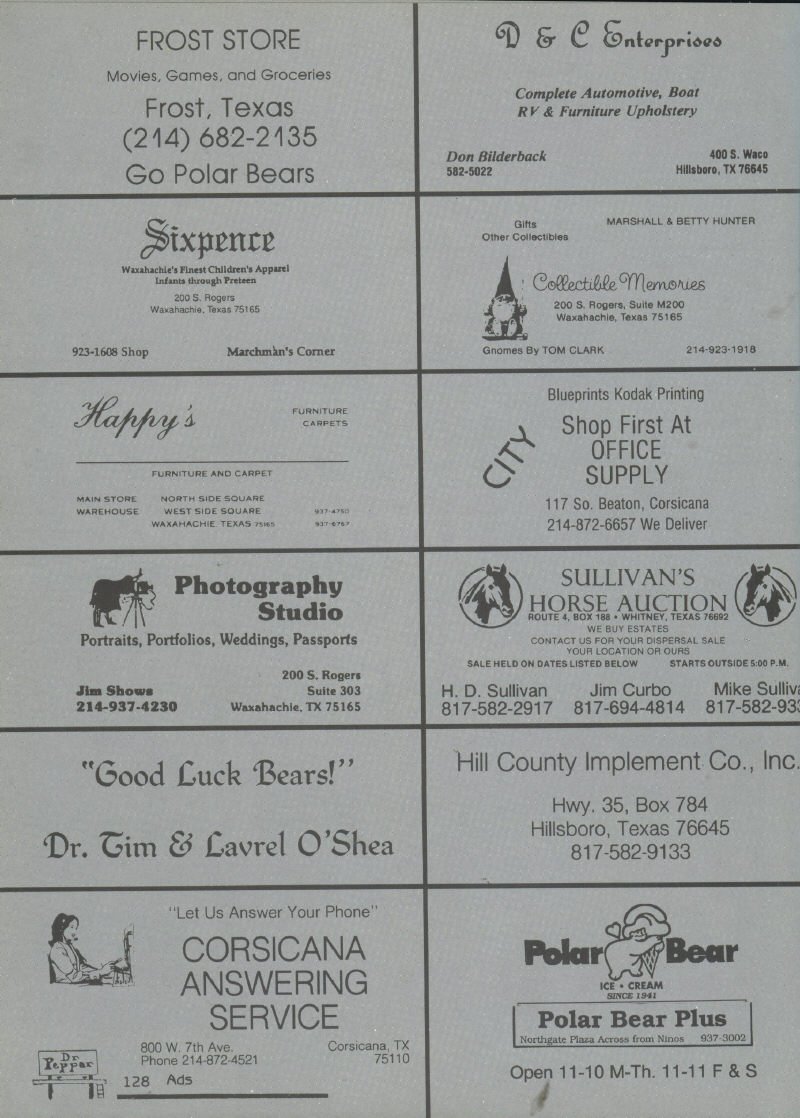 FROST STORE
Movies, Games, and Groceries
Frost, Texas
(214) 682-2135
Go Polar Bears
D & C Enterprises
Complete Automotive, Boat
RV & Furniture Upholstery
Don Bilderback 400 S. Waco
582-5022 Hillsboro, TX 76645
Sixpence
Waxahachie's Finest Children's Apparel
Infants through Preteen
200 S. Rogers
Waxahachie, Texas 75165
923-1608 Shop Marchman's Corner
Gifts MARSHALL & BETTY HUNTER
Other Collectibles
Collectible Memories
200 S. Rogers, Suite M200
Waxahachie, Texas 75165
Gnomes By TOM CLARK 214-923-1918
Happy's FURNITURE
CARPETS
FURNITURE AND CARPET
MAIN STORE NORTH SIDE SQUARE
WAREHOUSE WEST SIDE SQUARE 937-4750
WAXAHACHIE, TEXAS 75165 937-6767
Blueprints Kodak Printing
CITY
Shop First At
OFFICE
SUPPLY
117 So. Beaton, Corsicana
214-872-6657 We Deliver
Photography
Studio
Portraits, Portfolios, Weddings, Passports
200 S. Rogers
Jim Shows Suite 303
214-937-4230 Waxahachie, TX 75165
SULLIVAN'S
HORSE AUCTION
ROUTE 4, BOX 188 • WHITNEY, TEXAS 76692
WE BUY ESTATES
CONTACT US FOR YOUR DISPERSAL SALE
YOUR LOCATION OR OURS
SALE HELD ON DATES LISTED BELOW STARTS OUTSIDE 5:00 P.M.
H. D. Sullivan Jim Curbo Mike Sulliva
817-582-2917 817-694-4814 817-582-93
"Good Luck Bears!"
Dr. Tim & Lavrel O'Shea
Hill County Implement Co., Inc.
Hwy. 35, Box 784
Hillsboro, Texas 76645
817-582-9133
"Let Us Answer Your Phone"
CORSICANA
ANSWERING
SERVICE
800 W. 7th Ave. Corsicana, TX
Phone 214-872-4521 75110
Dr
Pepper
128 Ads
Polar Bear
ICE • CREAM
SINCE 1941
Polar Bear Plus
Northgate Plaza Across from Ninos 937-3002
Open 11-10 M-Th. 11-11 F & S